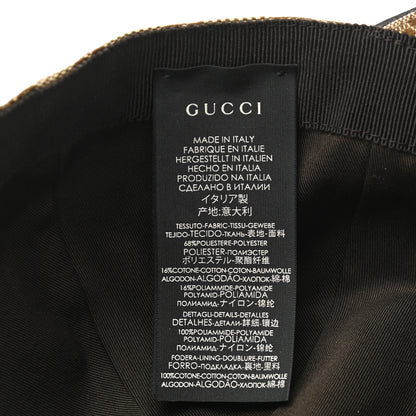 GUCCI
MADE IN ITALY
FABRIQUE EN ITALIE
HERGESTELLT IN ITALIEN
HECHO EN ITALIA
PRODUZIDO NA ITALIA
СДЕЛАНО В ИТАЛИИ
イタリア製
产地:意大利
TESSUTO-FABRIC-TISSU-GEWEBE
TEJIDO-TECIDO-ТКАНЬ-表地-面料
68%POLIESTERE-POLYESTER
POLIESTER-ПОЛИЭСТЕР
ポリエステル-聚酯纤维
16%COTONE-COTTON-COTON-BAUMWOLLE
ALGODON-ALGODÃO-ХЛОПОК-綿-棉
16%POLIAMMIDE-POLYAMIDE
POLYAMID-POLIAMIDA
ПОЛИАМИД-ナイロン-锦纶
DETTAGLI-DETAILS-DETALLES
DETALHES-ДЕТАЛИ-詳細-镶边
100%POLIAMMIDE-POLYAMIDE
POLYAMID-POLIAMIDA
ПОЛИАМИД-ナイロン-锦纶
FODERA-LINING-DOUBLURE-FUTTER
FORRO-ПОДКЛАДКА-裏地-里料
100%COTONE-COTTON-COTON-BAUMWOLLE
ALGODON-ALGODÃO-ХЛОПОК-綿-棉